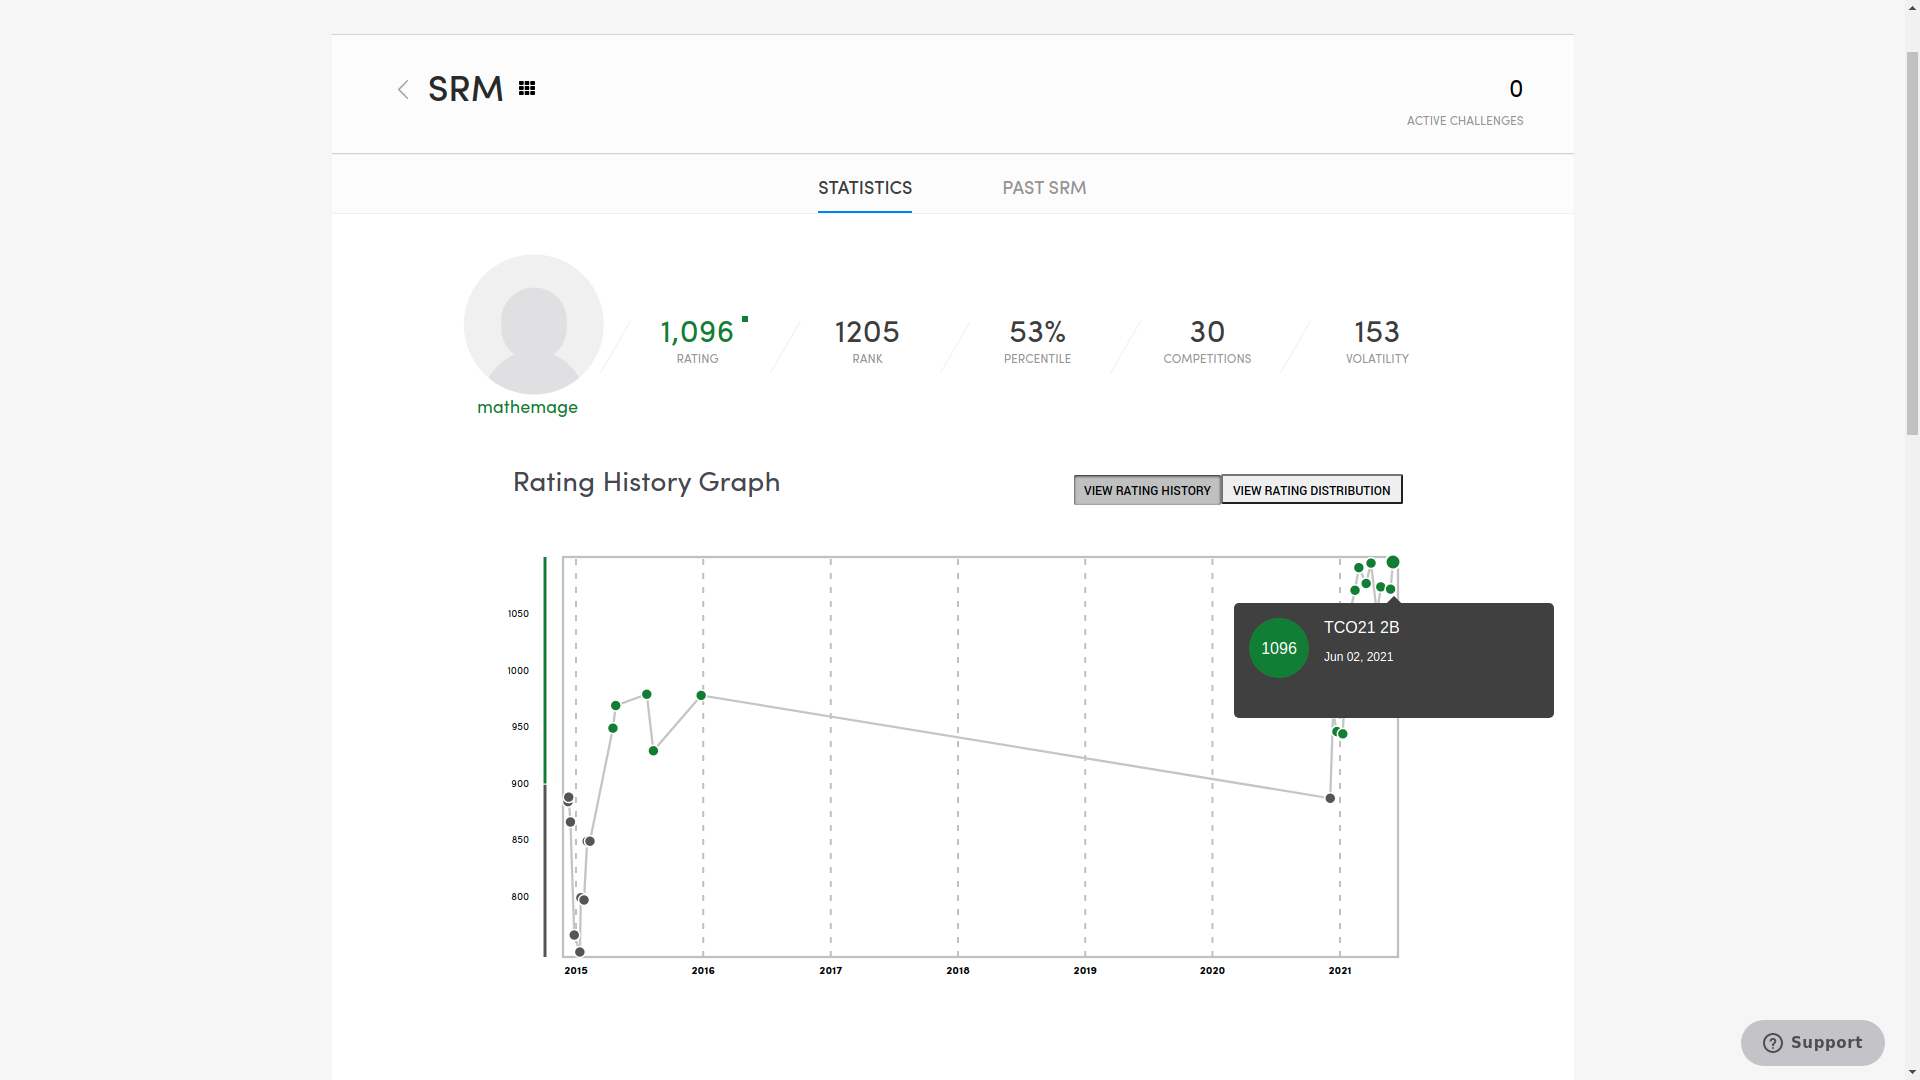 SRM
0
ACTIVE CHALLENGES
STATISTICS
PAST SRM
1,096
RATING
1205
RANK
53%
PERCENTILE
30
COMPETITIONS
153
VOLATILITY
mathemage
Rating History Graph
VIEW RATING HISTORY
VIEW RATING DISTRIBUTION
1050
1000
950
900
850
800
1096
TCO21 2B
Jun 02, 2021
2015
2016
2017
2018
2019
2020
2021
Support